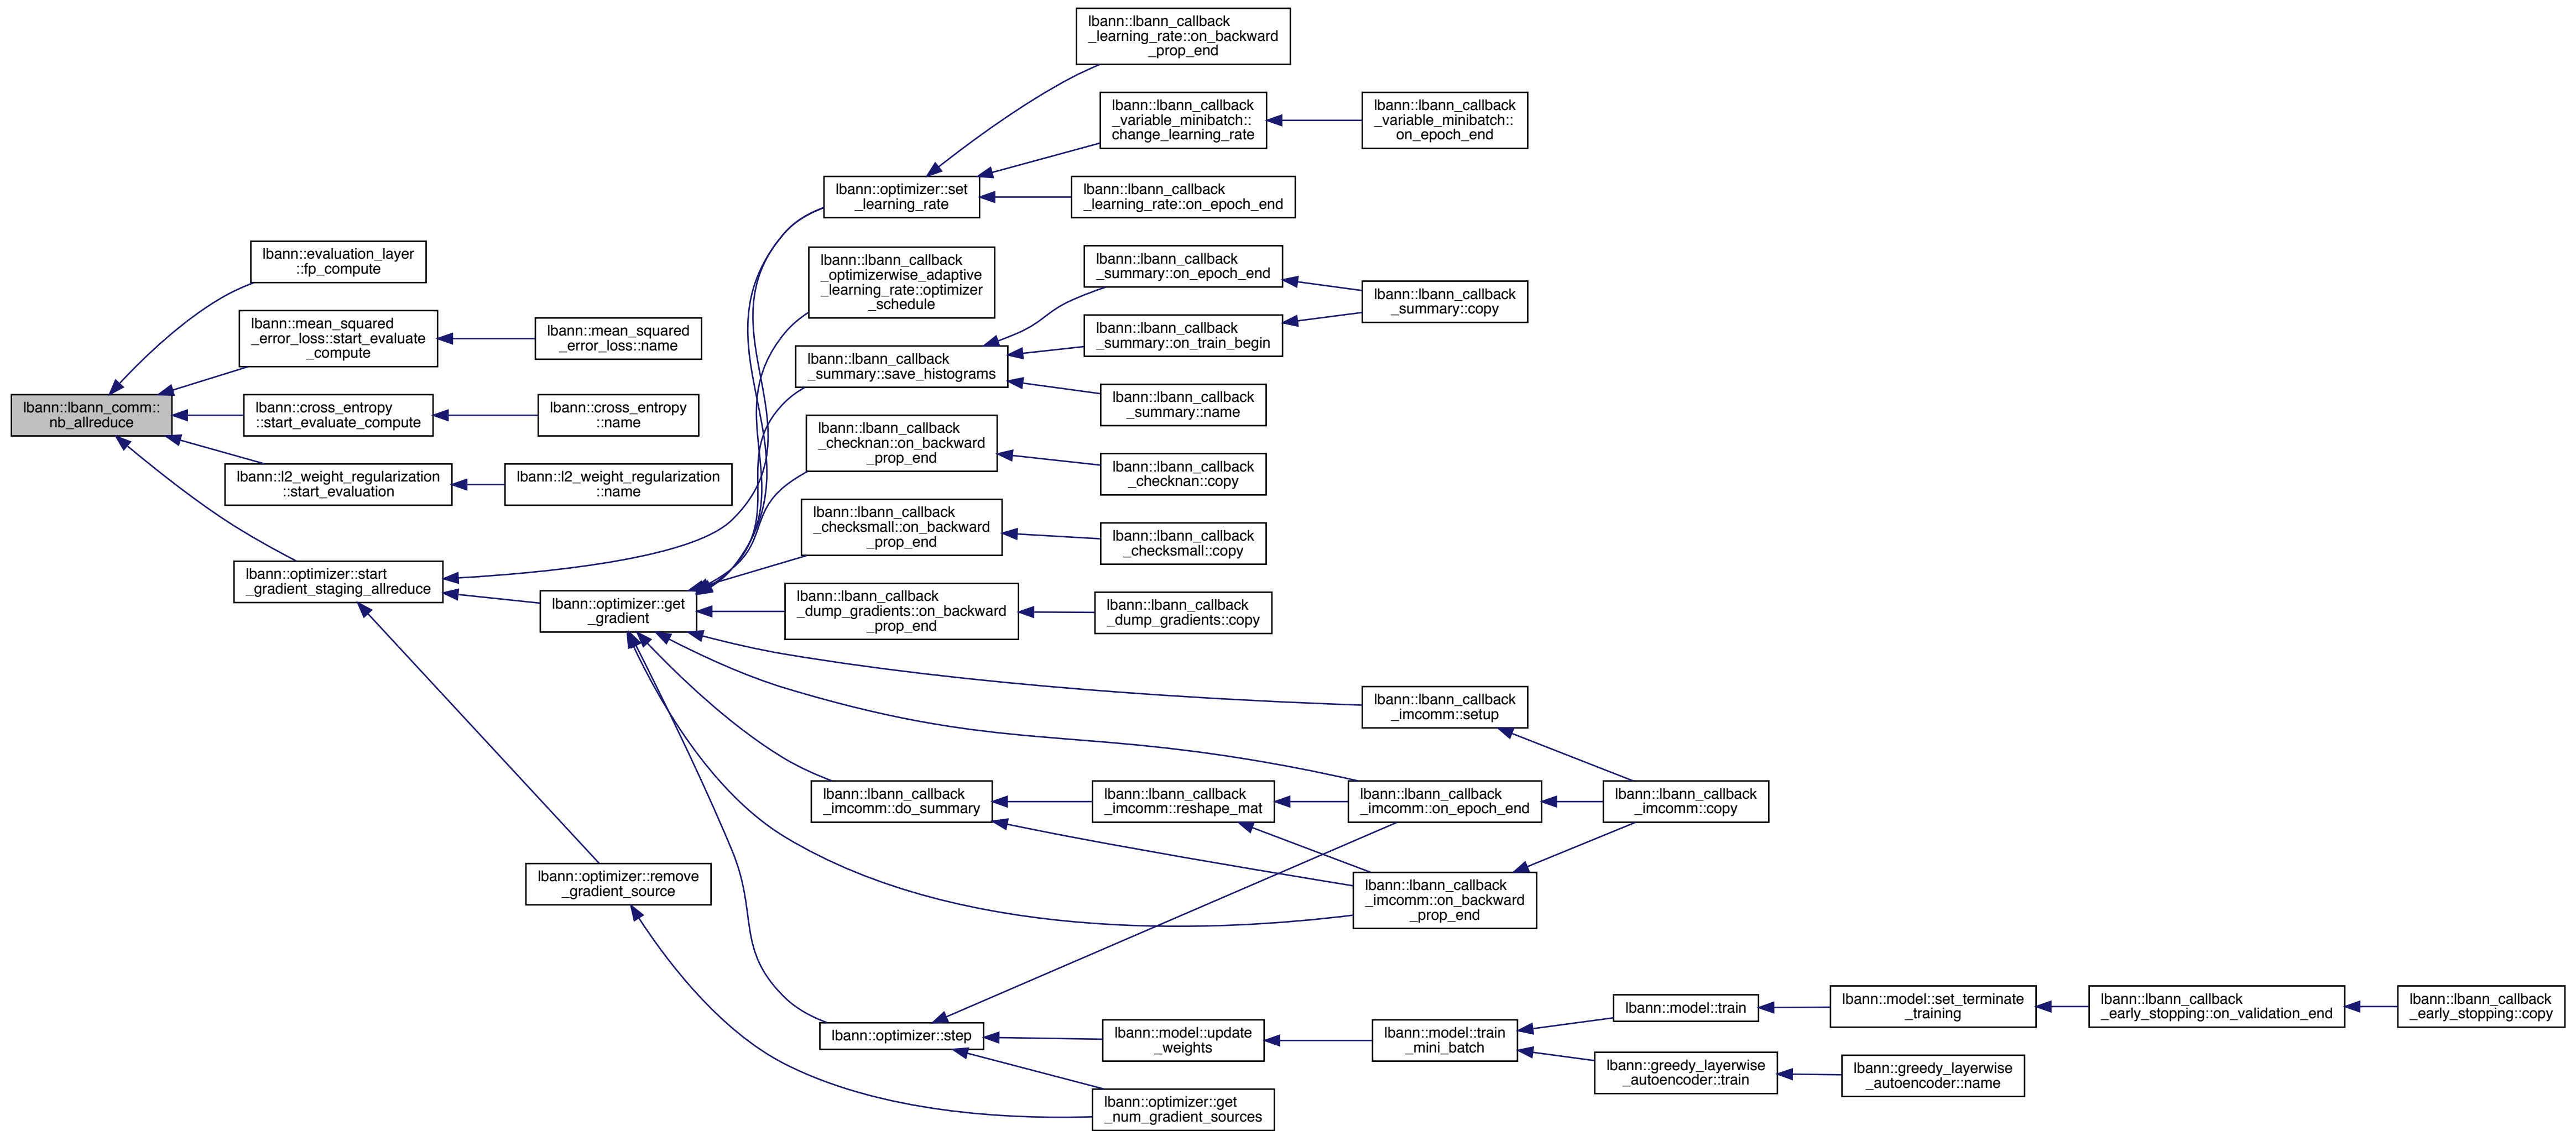 lbann::lbann_callback
_learning_rate::on_backward
_prop_end
lbann::lbann_callback
_variable_minibatch::
change_learning_rate
lbann::lbann_callback
_variable_minibatch::
on_epoch_end
lbann::optimizer::set
_learning_rate
lbann::lbann_callback
_learning_rate::on_epoch_end
lbann::evaluation_layer
::fp_compute
lbann::lbann_callback
_optimizerwise_adaptive
_learning_rate::optimizer
_schedule
lbann::lbann_callback
_summary::on_epoch_end
lbann::lbann_callback
_summary::copy
lbann::mean_squared
_error_loss::start_evaluate
_compute
lbann::mean_squared
_error_loss::name
lbann::lbann_callback
_summary::on_train_begin
lbann::lbann_callback
_summary::save_histograms
lbann::lbann_callback
_summary::name
lbann::lbann_comm::
nb_allreduce
lbann::cross_entropy
::start_evaluate_compute
lbann::cross_entropy
::name
lbann::lbann_callback
_checknan::on_backward
_prop_end
lbann::lbann_callback
_checknan::copy
lbann::l2_weight_regularization
::start_evaluation
lbann::l2_weight_regularization
::name
lbann::lbann_callback
_checksmall::on_backward
_prop_end
lbann::lbann_callback
_checksmall::copy
lbann::optimizer::start
_gradient_staging_allreduce
lbann::optimizer::get
_gradient
lbann::lbann_callback
_dump_gradients::on_backward
_prop_end
lbann::lbann_callback
_dump_gradients::copy
lbann::lbann_callback
_imcomm::setup
lbann::lbann_callback
_imcomm::do_summary
lbann::lbann_callback
_imcomm::reshape_mat
lbann::lbann_callback
_imcomm::on_epoch_end
lbann::lbann_callback
_imcomm::copy
lbann::optimizer::remove
_gradient_source
lbann::lbann_callback
_imcomm::on_backward
_prop_end
lbann::optimizer::step
lbann::model::update
_weights
lbann::model::train
_mini_batch
lbann::model::train
lbann::model::set_terminate
_training
lbann::lbann_callback
_early_stopping::on_validation_end
lbann::lbann_callback
_early_stopping::copy
lbann::greedy_layerwise
_autoencoder::train
lbann::greedy_layerwise
_autoencoder::name
lbann::optimizer::get
_num_gradient_sources